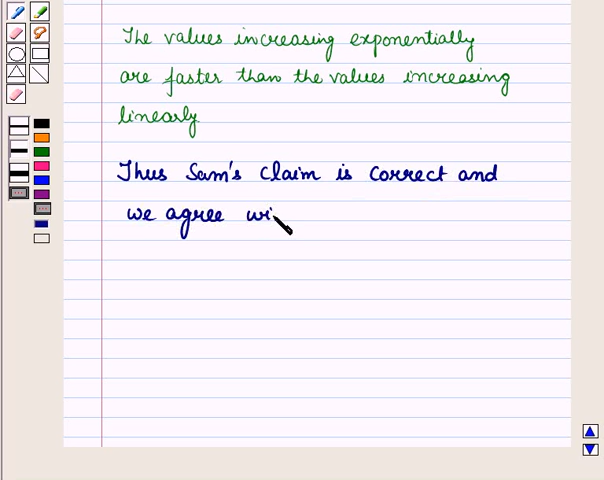 The values increasing exponentially
are faster than the values increasing
linearly
Thus Sam's claim is correct and
we agree wi